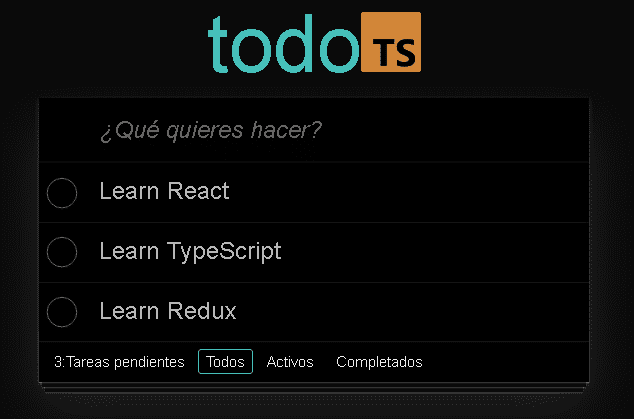 todo TS
¿Qué quieres hacer?
Learn React
Learn TypeScript
Learn Redux
3:Tareas pendientes Todos Activos Completados